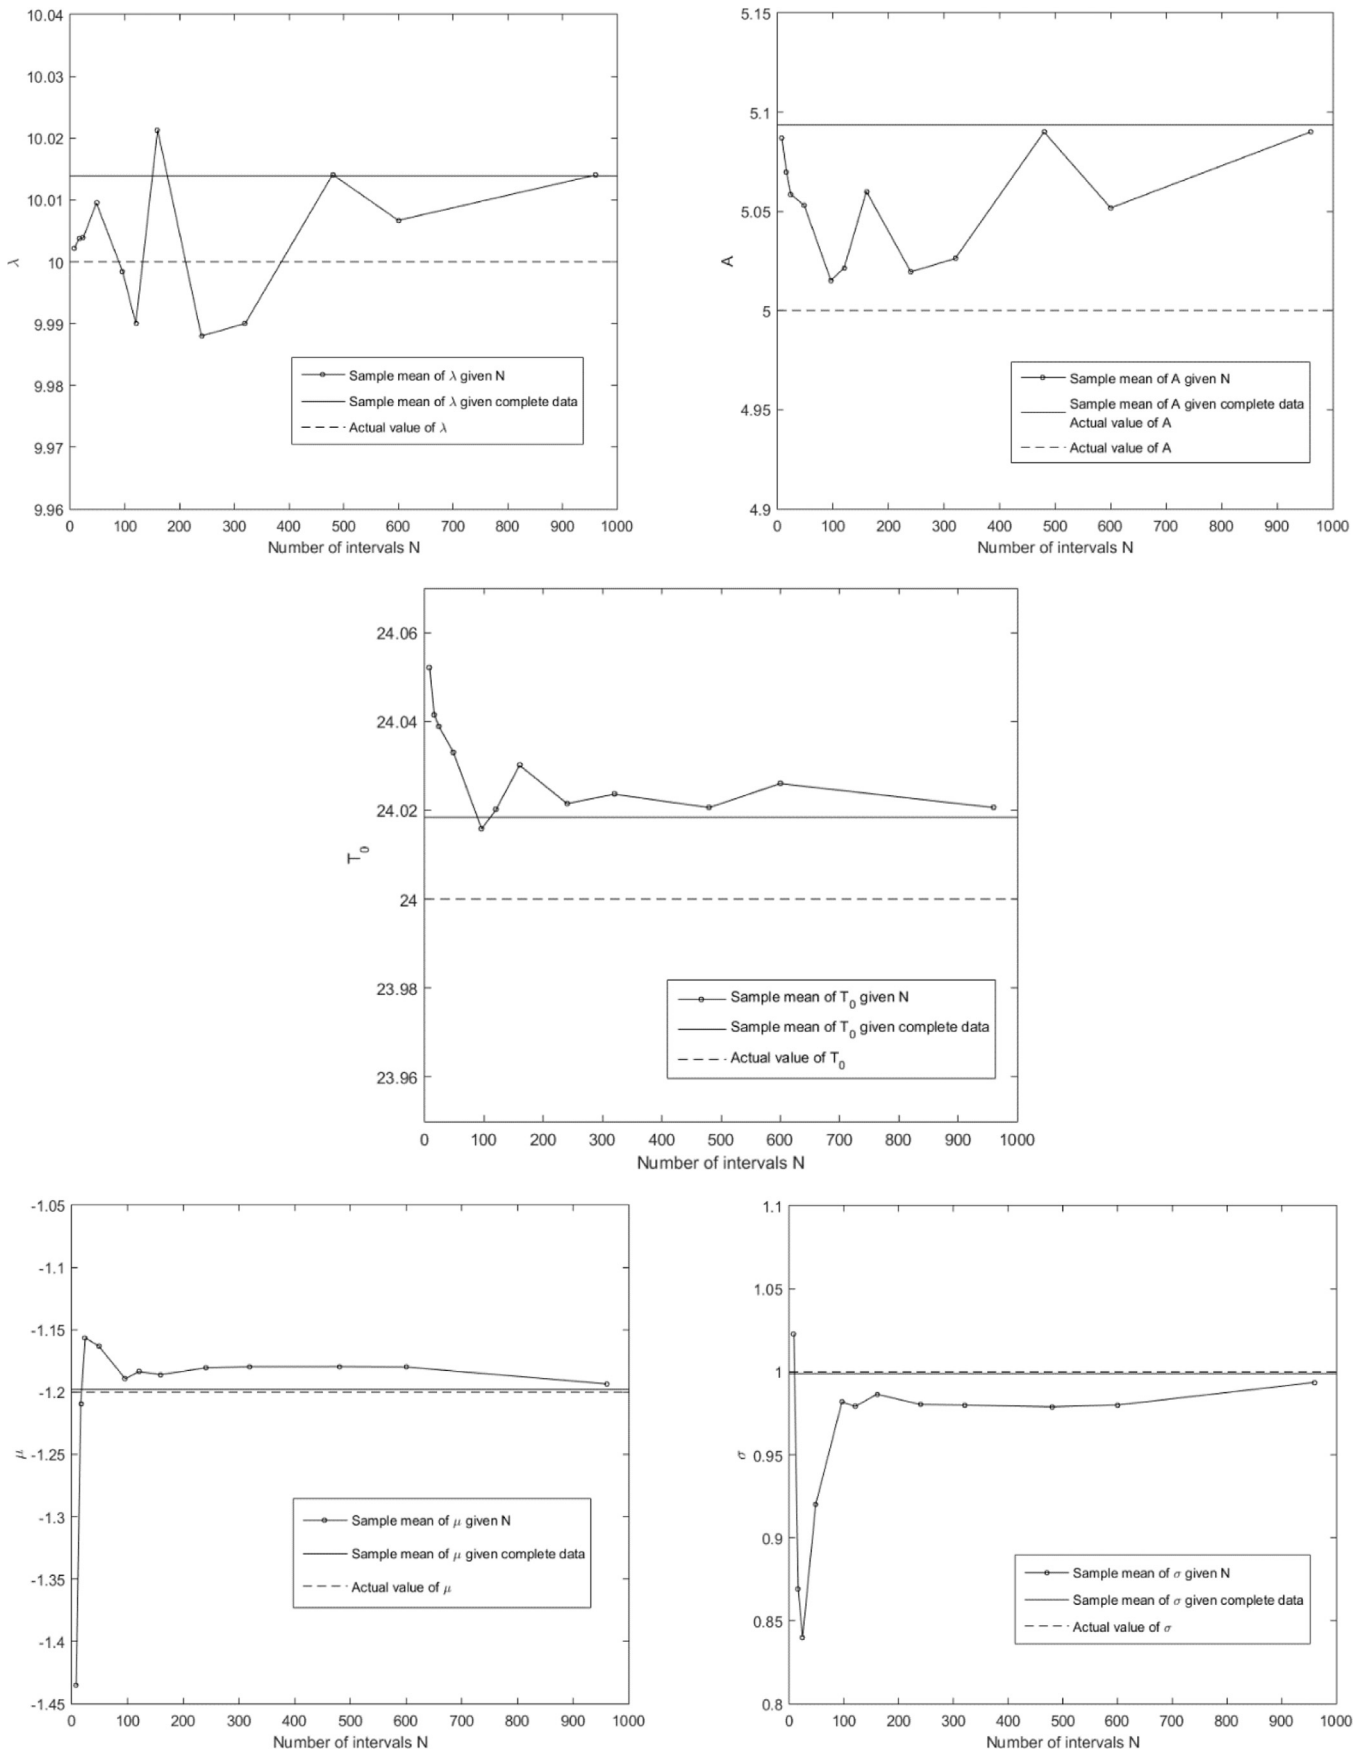 10.04
10.03
10.02
10.01
10
9.99
9.98
9.97
9.96
λ
0 100 200 300 400 500 600 700 800 900 1000
Number of intervals N
Sample mean of λ given N
Sample mean of λ given complete data
Actual value of λ
5.15
5.1
5.05
5
4.95
4.9
A
0 100 200 300 400 500 600 700 800 900 1000
Number of intervals N
Sample mean of A given N
Sample mean of A given complete data
Actual value of A
Actual value of A
24.06
24.04
24.02
24
23.98
23.96
T0
0 100 200 300 400 500 600 700 800 900 1000
Number of intervals N
Sample mean of T0 given N
Sample mean of T0 given complete data
Actual value of T0
-1.05
-1.1
-1.15
-1.2
-1.25
-1.3
-1.35
-1.4
-1.45
μ
0 100 200 300 400 500 600 700 800 900 1000
Number of intervals N
Sample mean of μ given N
Sample mean of μ given complete data
Actual value of μ
1.1
1.05
1
0.95
0.9
0.85
0.8
σ
0 100 200 300 400 500 600 700 800 900 1000
Number of intervals N
Sample mean of σ given N
Sample mean of σ given complete data
Actual value of σ